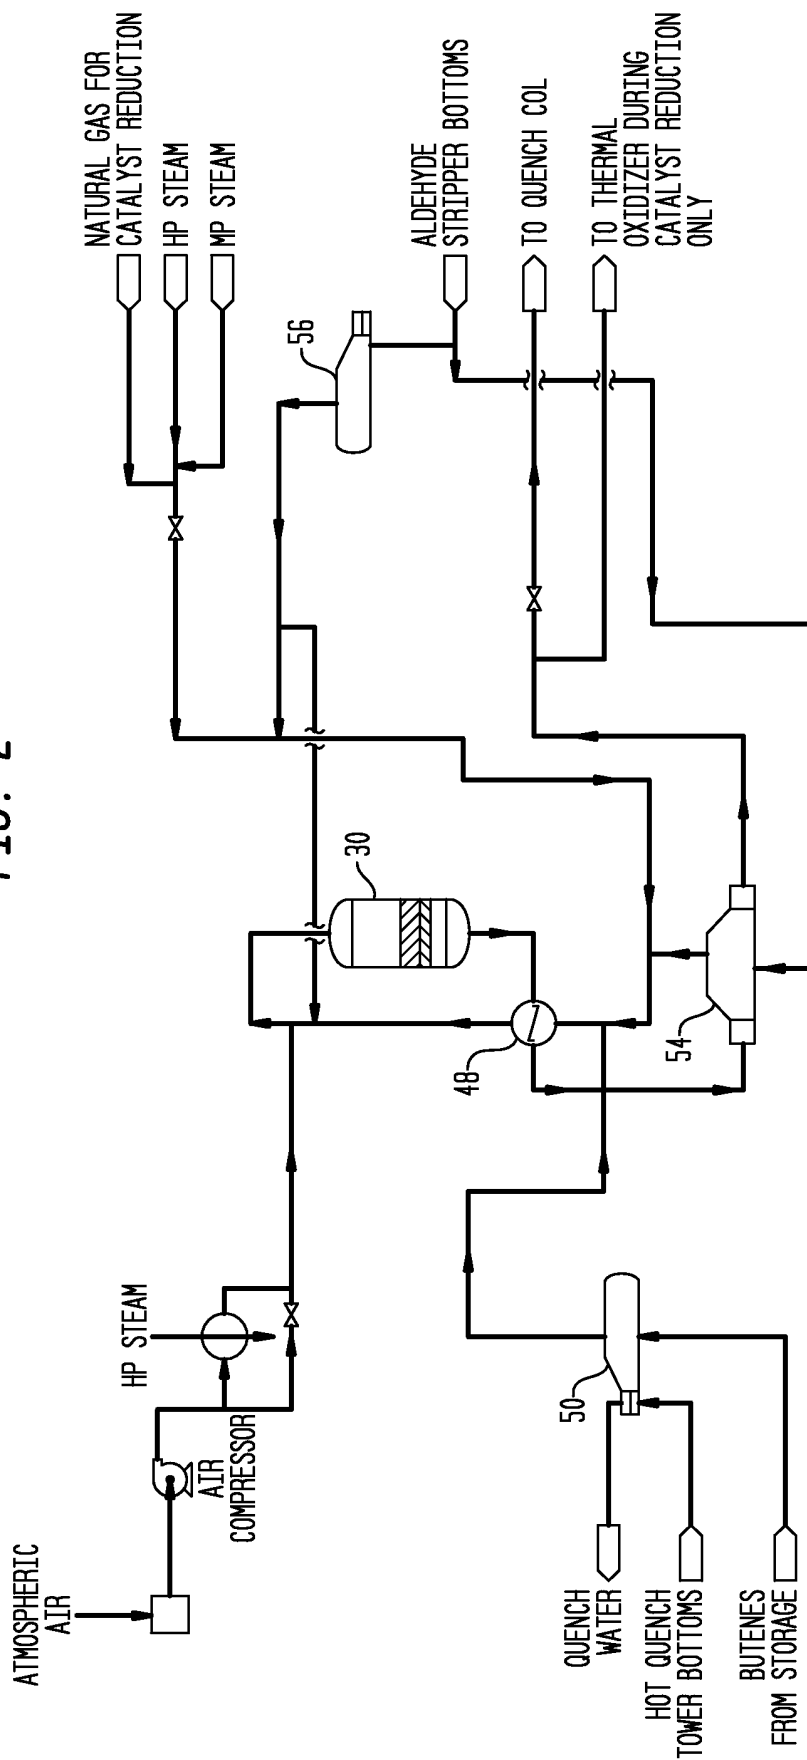 FIG. 2
ATMOSPHERIC
AIR
AIR
COMPRESSOR
HP STEAM
NATURAL GAS FOR
CATALYST REDUCTION
HP STEAM
MP STEAM
56
30
ALDEHYDE
STRIPPER BOTTOMS
48
TO QUENCH COL
TO THERMAL
OXIDIZER DURING
CATALYST REDUCTION
ONLY
50
54
QUENCH
WATER
HOT QUENCH
TOWER BOTTOMS
BUTENES
FROM STORAGE